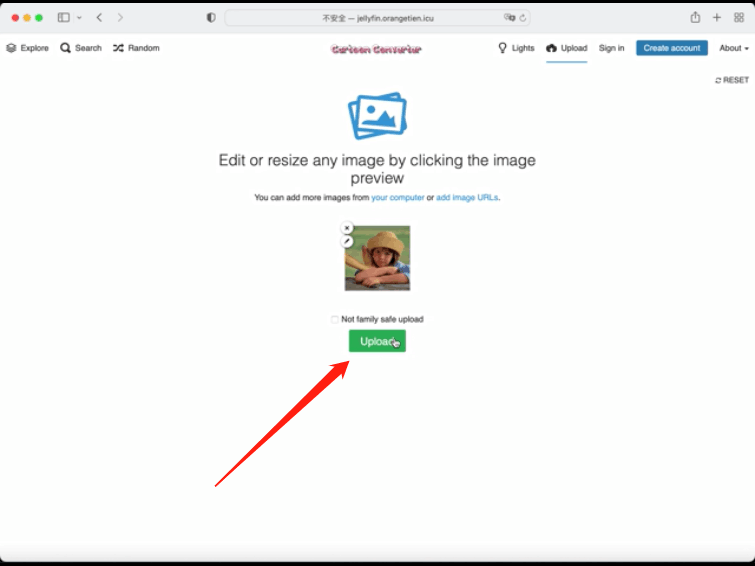 不安全 — jellyfin.orangetien.icu
Explore Search Random Cartoon Convertor Lights Upload Sign in Create account About
RESET
Edit or resize any image by clicking the image
preview
You can add more images from your computer or add image URLs.
Not family safe upload
Upload